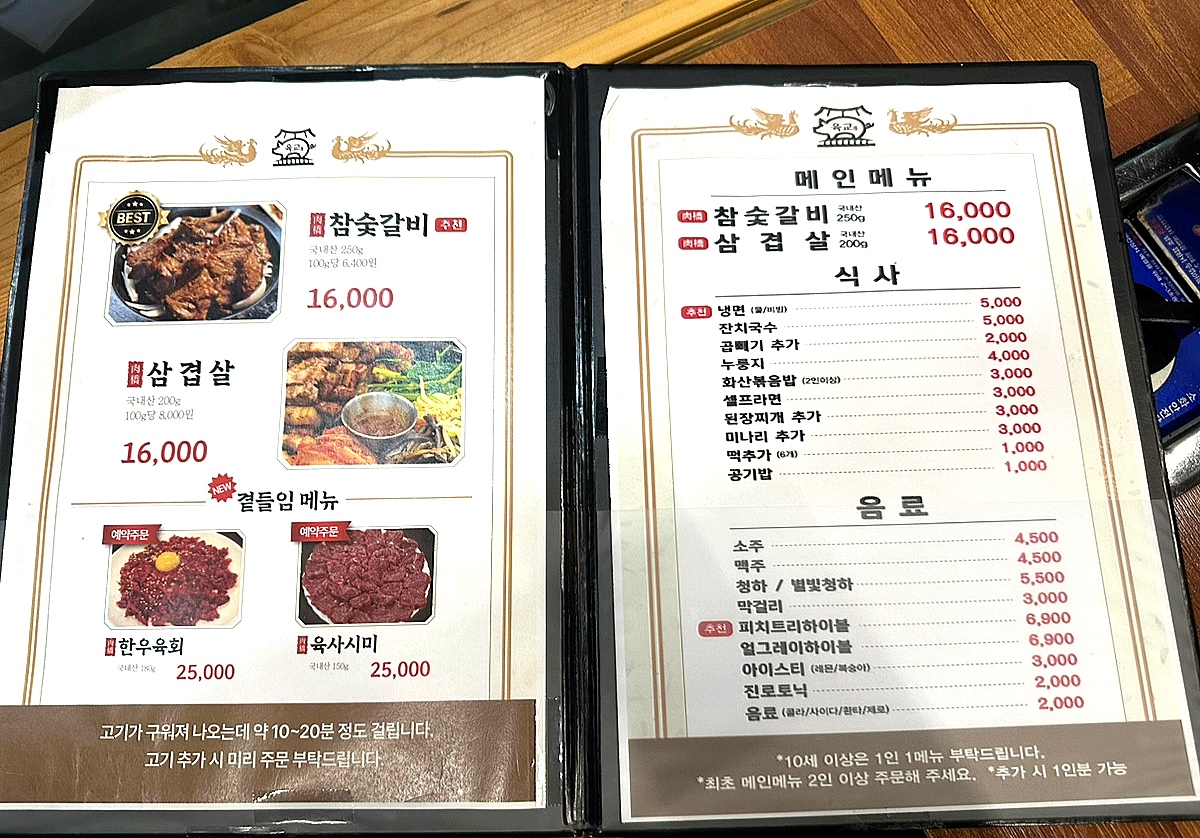 육교
BEST
肉橋 참숯갈비 추천
국내산 250g
100g당 6,400원
16,000
肉橋 삼겹살
국내산 200g
100g당 8,000원
16,000
NEW 곁들임 메뉴
예약주문
예약주문
肉橋 한우육회
국내산 180g 25,000
肉橋 육사시미
국내산 150g 25,000
고기가 구워져 나오는데 약 10~20분 정도 걸립니다.
고기 추가 시 미리 주문 부탁드립니다.
육교
메인메뉴
肉橋 참숯갈비 국내산 250g 16,000
肉橋 삼겹살 국내산 200g 16,000
식사
추천 냉면 (물/비빔) 5,000
잔치국수 5,000
곱빼기 추가 2,000
누룽지 4,000
화산볶음밥 (2인이상) 3,000
셀프라면 3,000
된장찌개 추가 3,000
미나리 추가 3,000
떡추가 (6개) 1,000
공기밥 1,000
음료
소주 4,500
맥주 4,500
청하 / 별빛청하 5,500
막걸리 3,000
추천 피치트리하이볼 6,900
얼그레이하이볼 6,900
아이스티 (레몬/복숭아) 3,000
진로토닉 2,000
음료 (콜라/사이다/환타/제로) 2,000
*10세 이상은 1인 1메뉴 부탁드립니다.
*최초 메인메뉴 2인 이상 주문해 주세요. *추가 시 1인분 가능